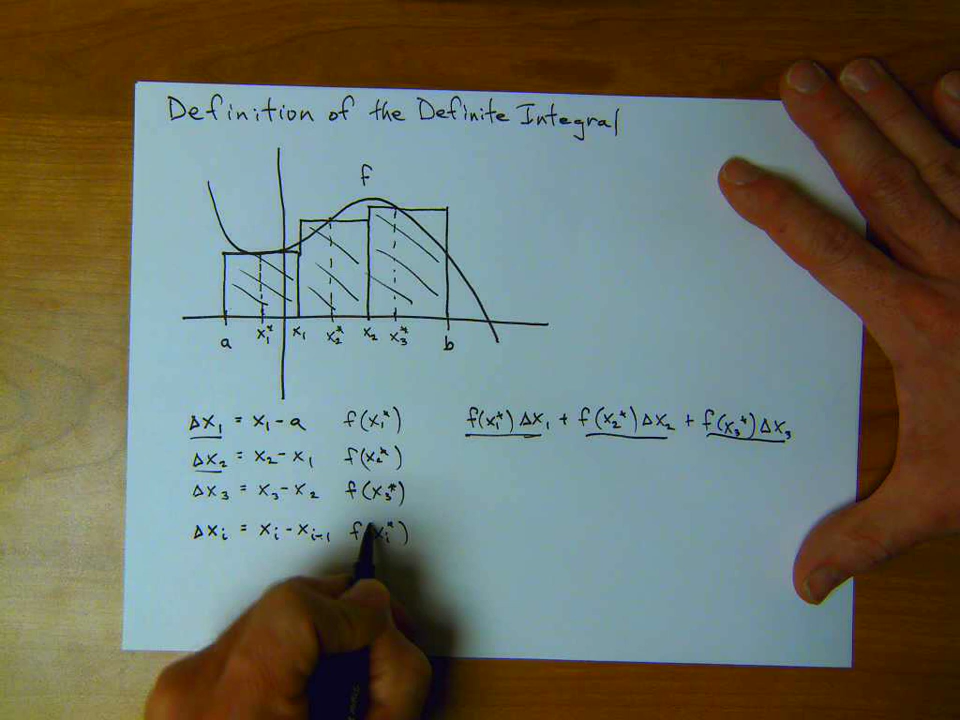 Definition of the Definite Integral
f
a x₁* x₁ x₂* x₂ x₃* b
Δx₁ = x₁ - a f(x₁*) f(x₁*) Δx₁ + f(x₂*) Δx₂ + f(x₃*) Δx₃
Δx₂ = x₂ - x₁ f(x₂*)
Δx₃ = x₃ - x₂ f(x₃*)
Δxᵢ = xᵢ - xᵢ₋₁ f(xᵢ*)